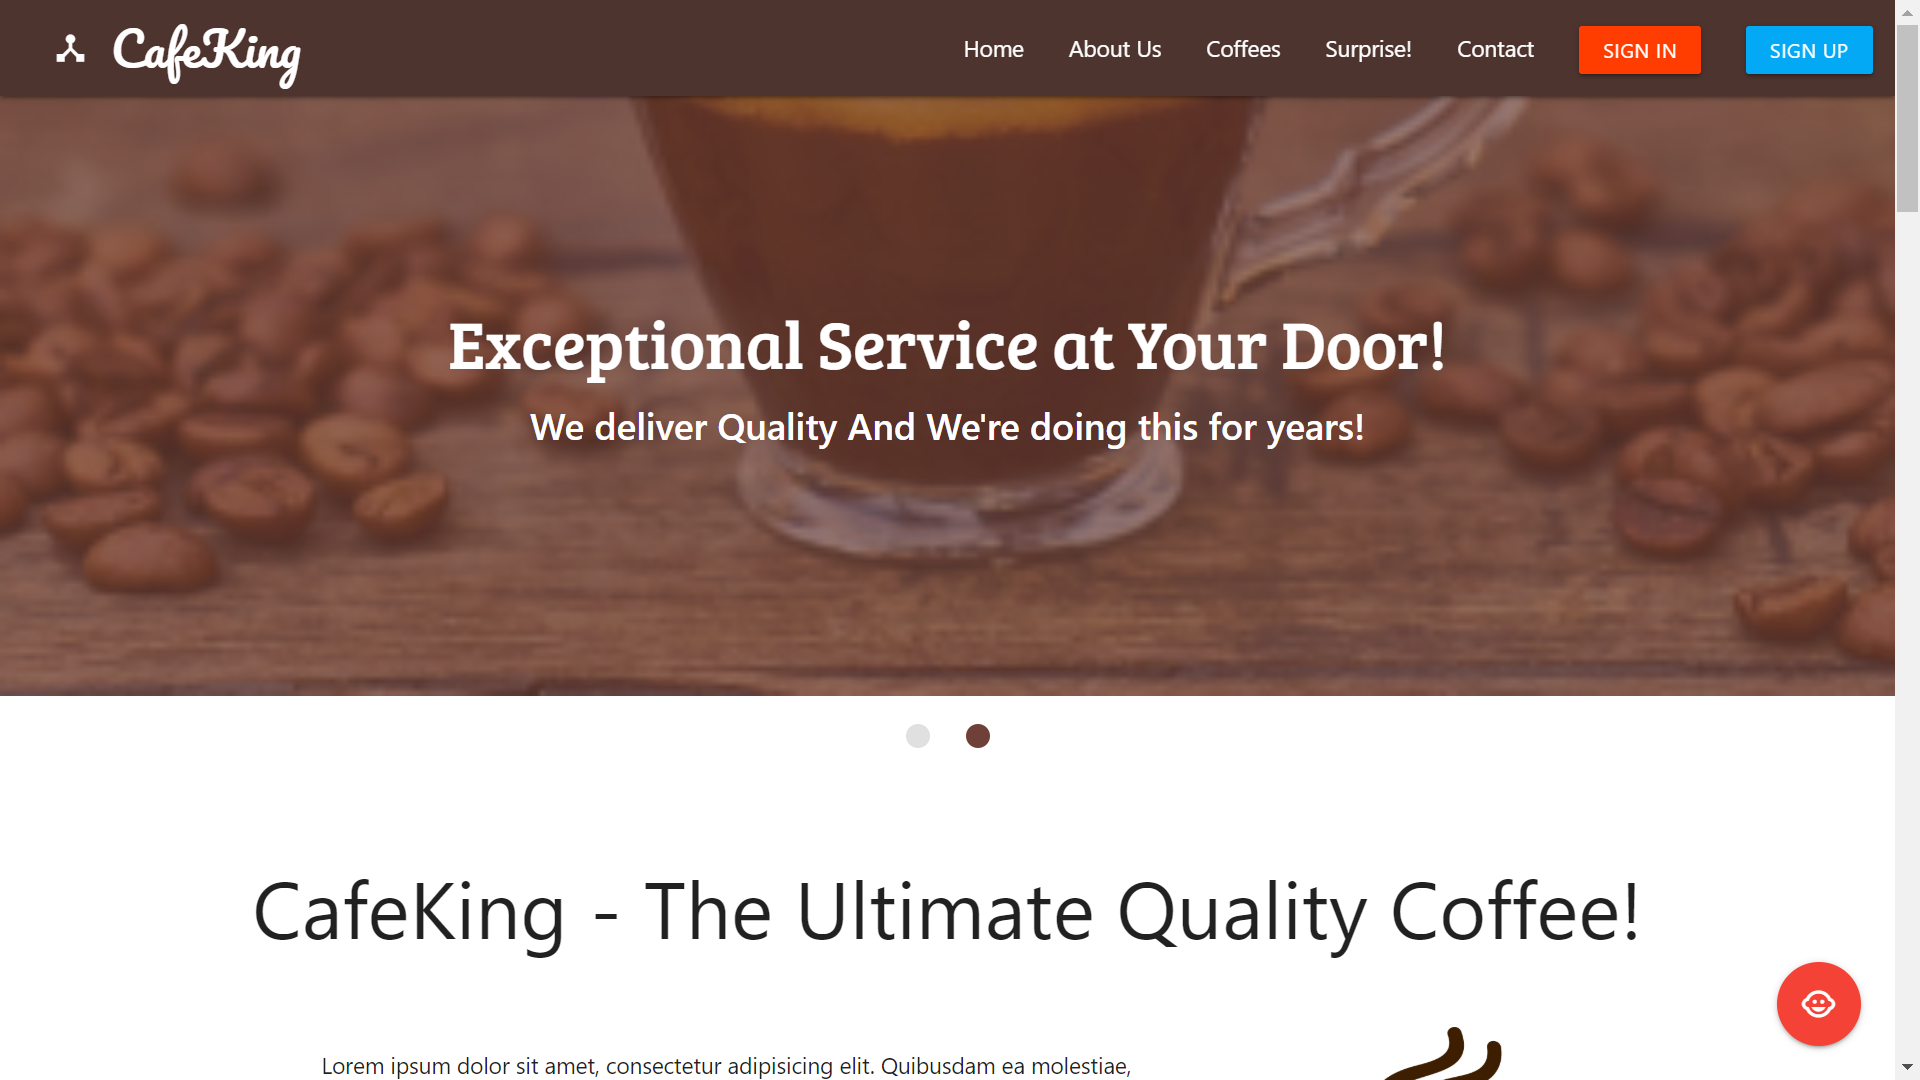 CafeKing
Home About Us Coffees Surprise! Contact SIGN IN SIGN UP
Exceptional Service at Your Door!
We deliver Quality And We're doing this for years!
CafeKing - The Ultimate Quality Coffee!
Lorem ipsum dolor sit amet, consectetur adipisicing elit. Quibusdam ea molestiae,